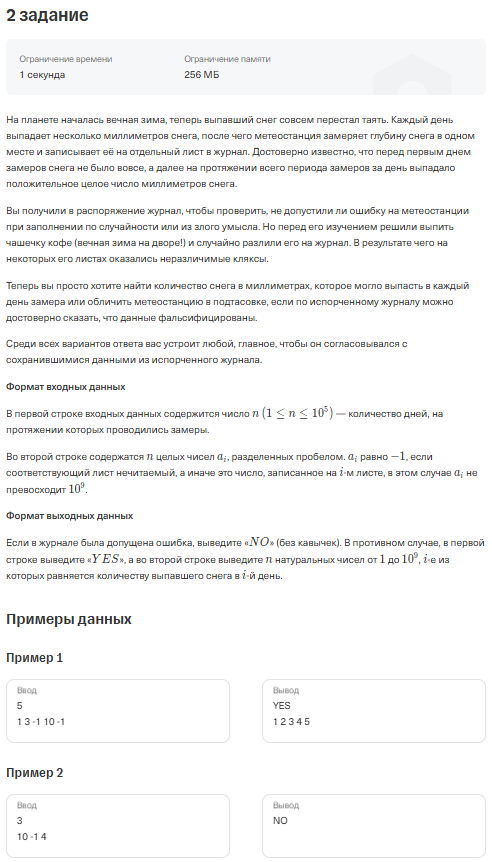 2 задание
Ограничение времени
Ограничение памяти
1 секунда
256 МБ
На планете началась вечная зима, теперь выпавший снег совсем перестал таять. Каждый день
выпадает несколько миллиметров снега, после чего метеостанция замеряет глубину снега в одном
месте и записывает её на отдельный лист в журнал. Достоверно известно, что перед первым днем
замеров снега не было вовсе, а далее на протяжении всего периода замеров за день выпадало
положительное целое число миллиметров снега.
Вы получили в распоряжение журнал, чтобы проверить, не допустили ли ошибку на метеостанции
при заполнении по случайности или из злого умысла. Но перед его изучением решили выпить
чашечку кофе (вечная зима на дворе!) и случайно разлили его на журнал. В результате чего на
некоторых его листах оказались неразличимые кляксы.
Теперь вы просто хотите найти количество снега в миллиметрах, которое могло выпасть в каждый
день замера или обличить метеостанцию в подтасовке, если по испорченному журналу можно
достоверно сказать, что данные фальсифицированы.
Среди всех вариантов ответа вас устроит любой, главное, чтобы он согласовывался с
сохранившимися данными из испорченного журнала.
Формат входных данных
В первой строке входных данных содержится число n (1 ≤ n ≤ 10⁵) — количество дней, на
протяжении которых проводились замеры.
Во второй строке содержатся n целых чисел aᵢ, разделенных пробелом. aᵢ равно −1, если
соответствующий лист нечитаемый, а иначе это число, записанное на i-м листе, в этом случае aᵢ не
превосходит 10⁹.
Формат выходных данных
Если в журнале была допущена ошибка, выведите «NO» (без кавычек). В противном случае, в первой
строке выведите «YES», а во второй строке выведите n натуральных чисел от 1 до 10⁹, i-е из
которых равняется количеству выпавшего снега в i-й день.
Примеры данных
Пример 1
Ввод
5
1 3 -1 10 -1
Вывод
YES
1 2 3 4 5
Пример 2
Ввод
3
10 -1 4
Вывод
NO